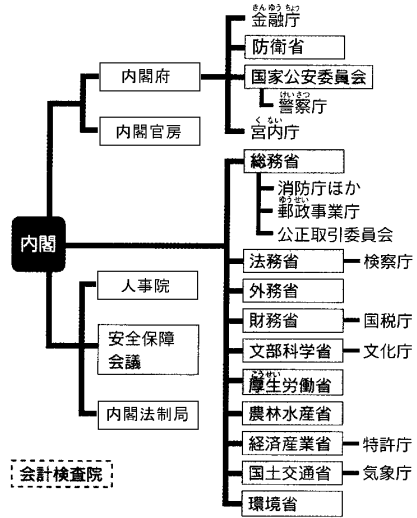 きんゆうちょう
金融庁
防衛省
内閣府
国家公安委員会
けいさつ
警察庁
内閣官房
くない
宮内庁
総務省
消防庁ほか
ゆうせい
郵政事業庁
公正取引委員会
内閣
法務省
検察庁
人事院
外務省
財務省
国税庁
安全保障
会議
文部科学省
文化庁
こうせい
厚生労働省
内閣法制局
農林水産省
経済産業省
特許庁
会計検査院
国土交通省
気象庁
環境省